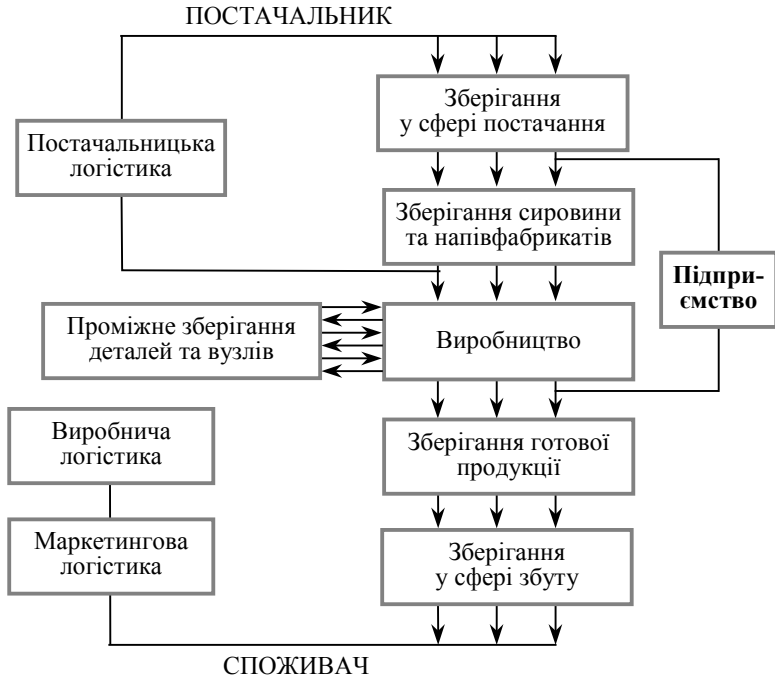 ПОСТАЧАЛЬНИК
Зберігання
у сфері постачання
Постачальницька
логістика
Зберігання сировини
та напівфабрикатів
Підпри-
ємство
Проміжне зберігання
деталей та вузлів
Виробництво
Виробнича
логістика
Зберігання готової
продукції
Маркетингова
логістика
Зберігання
у сфері збуту
СПОЖИВАЧ